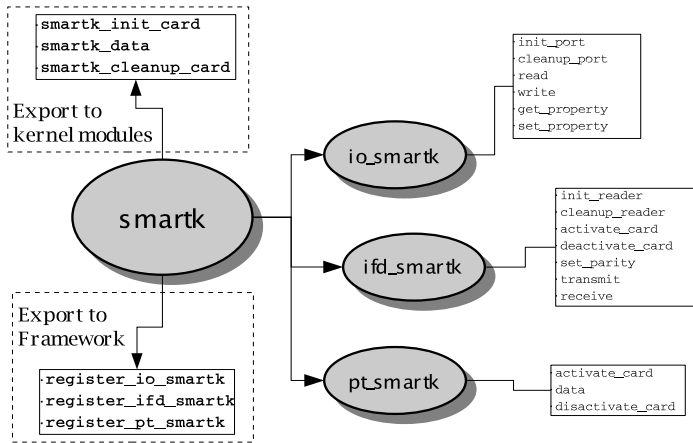 smartk_init_card
smartk_data
smartk_cleanup_card
Export to
kernel modules
smartk
Export to
Framework
register_io_smartk
register_ifd_smartk
register_pt_smartk
io_smartk
init_port
cleanup_port
read
write
get_property
set_property
ifd_smartk
init_reader
cleanup_reader
activate_card
deactivate_card
set_parity
transmit
receive
pt_smartk
activate_card
data
disactivate_card